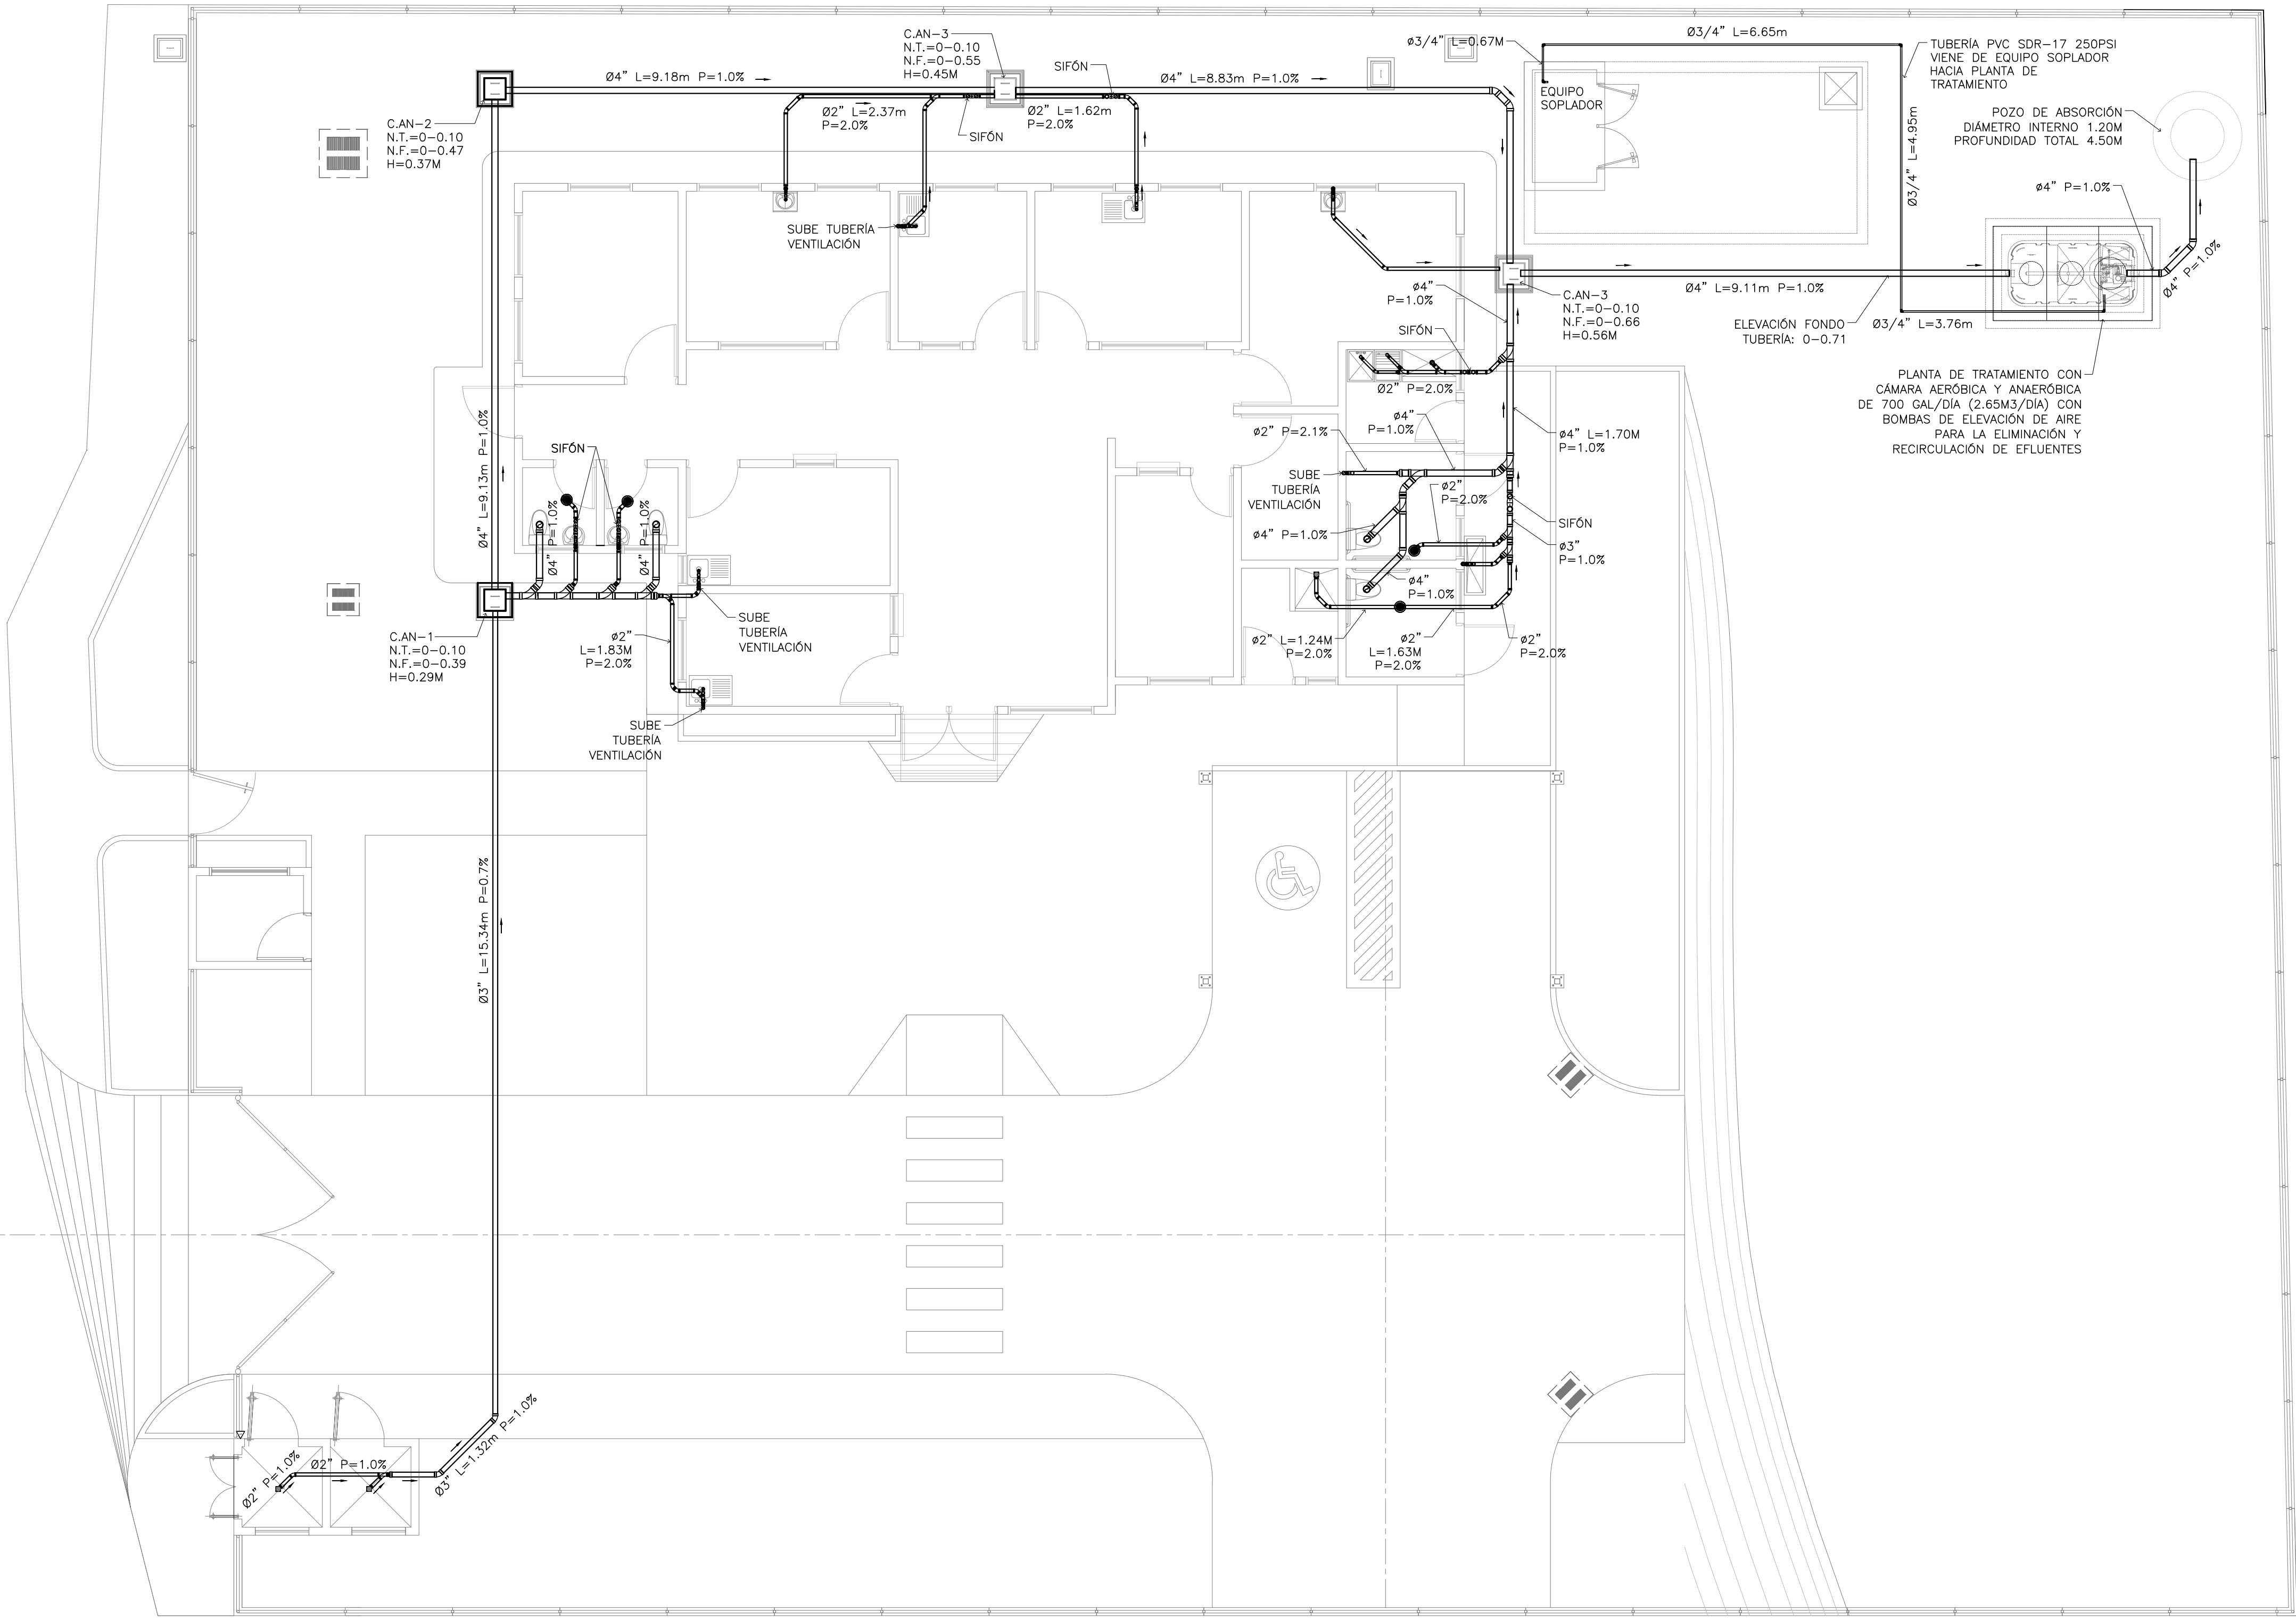 C.AN-3
N.T.=0-0.10
N.F.=0-0.55
H=0.45M
SIFÓN
Ø4" L=9.18m P=1.0%
Ø4" L=8.83m P=1.0%
Ø2" L=2.37m
P=2.0%
SIFÓN
Ø2" L=1.62m
P=2.0%
C.AN-2
N.T.=0-0.10
N.F.=0-0.47
H=0.37M
ø3/4" L=0.67M
Ø3/4" L=6.65m
EQUIPO
SOPLADOR
TUBERÍA PVC SDR-17 250PSI
VIENE DE EQUIPO SOPLADOR
HACIA PLANTA DE
TRATAMIENTO
POZO DE ABSORCIÓN
DIÁMETRO INTERNO 1.20M
PROFUNDIDAD TOTAL 4.50M
Ø3/4" L=4.95m
ø4" P=1.0%
Ø4" P=1.0%
SUBE TUBERÍA
VENTILACIÓN
ø4"
P=1.0%
C.AN-3
N.T.=0-0.10
N.F.=0-0.66
H=0.56M
Ø4" L=9.11m P=1.0%
ELEVACIÓN FONDO
TUBERÍA: 0-0.71
Ø3/4" L=3.76m
PLANTA DE TRATAMIENTO CON
CÁMARA AERÓBICA Y ANAERÓBICA
DE 700 GAL/DÍA (2.65M3/DÍA) CON
BOMBAS DE ELEVACIÓN DE AIRE
PARA LA ELIMINACIÓN Y
RECIRCULACIÓN DE EFLUENTES
SIFÓN
Ø2" P=2.0%
ø4"
P=1.0%
ø2" P=2.1%
ø4" L=1.70M
P=1.0%
SUBE
TUBERÍA
VENTILACIÓN
ø2"
P=2.0%
SIFÓN
ø4" P=1.0%
ø3"
P=1.0%
ø4"
P=1.0%
ø2" L=1.24M
P=2.0%
ø2"
L=1.63M
P=2.0%
ø2"
P=2.0%
Ø4" L=9.13m P=1.0%
SIFÓN
Ø4"
P=1.0%
Ø4"
P=1.0%
C.AN-1
N.T.=0-0.10
N.F.=0-0.39
H=0.29M
ø2"
L=1.83M
P=2.0%
SUBE
TUBERÍA
VENTILACIÓN
SUBE
TUBERÍA
VENTILACIÓN
Ø3" L=15.34m P=0.7%
Ø2" P=1.0%
Ø2" P=1.0%
Ø3" L=1.32m P=1.0%